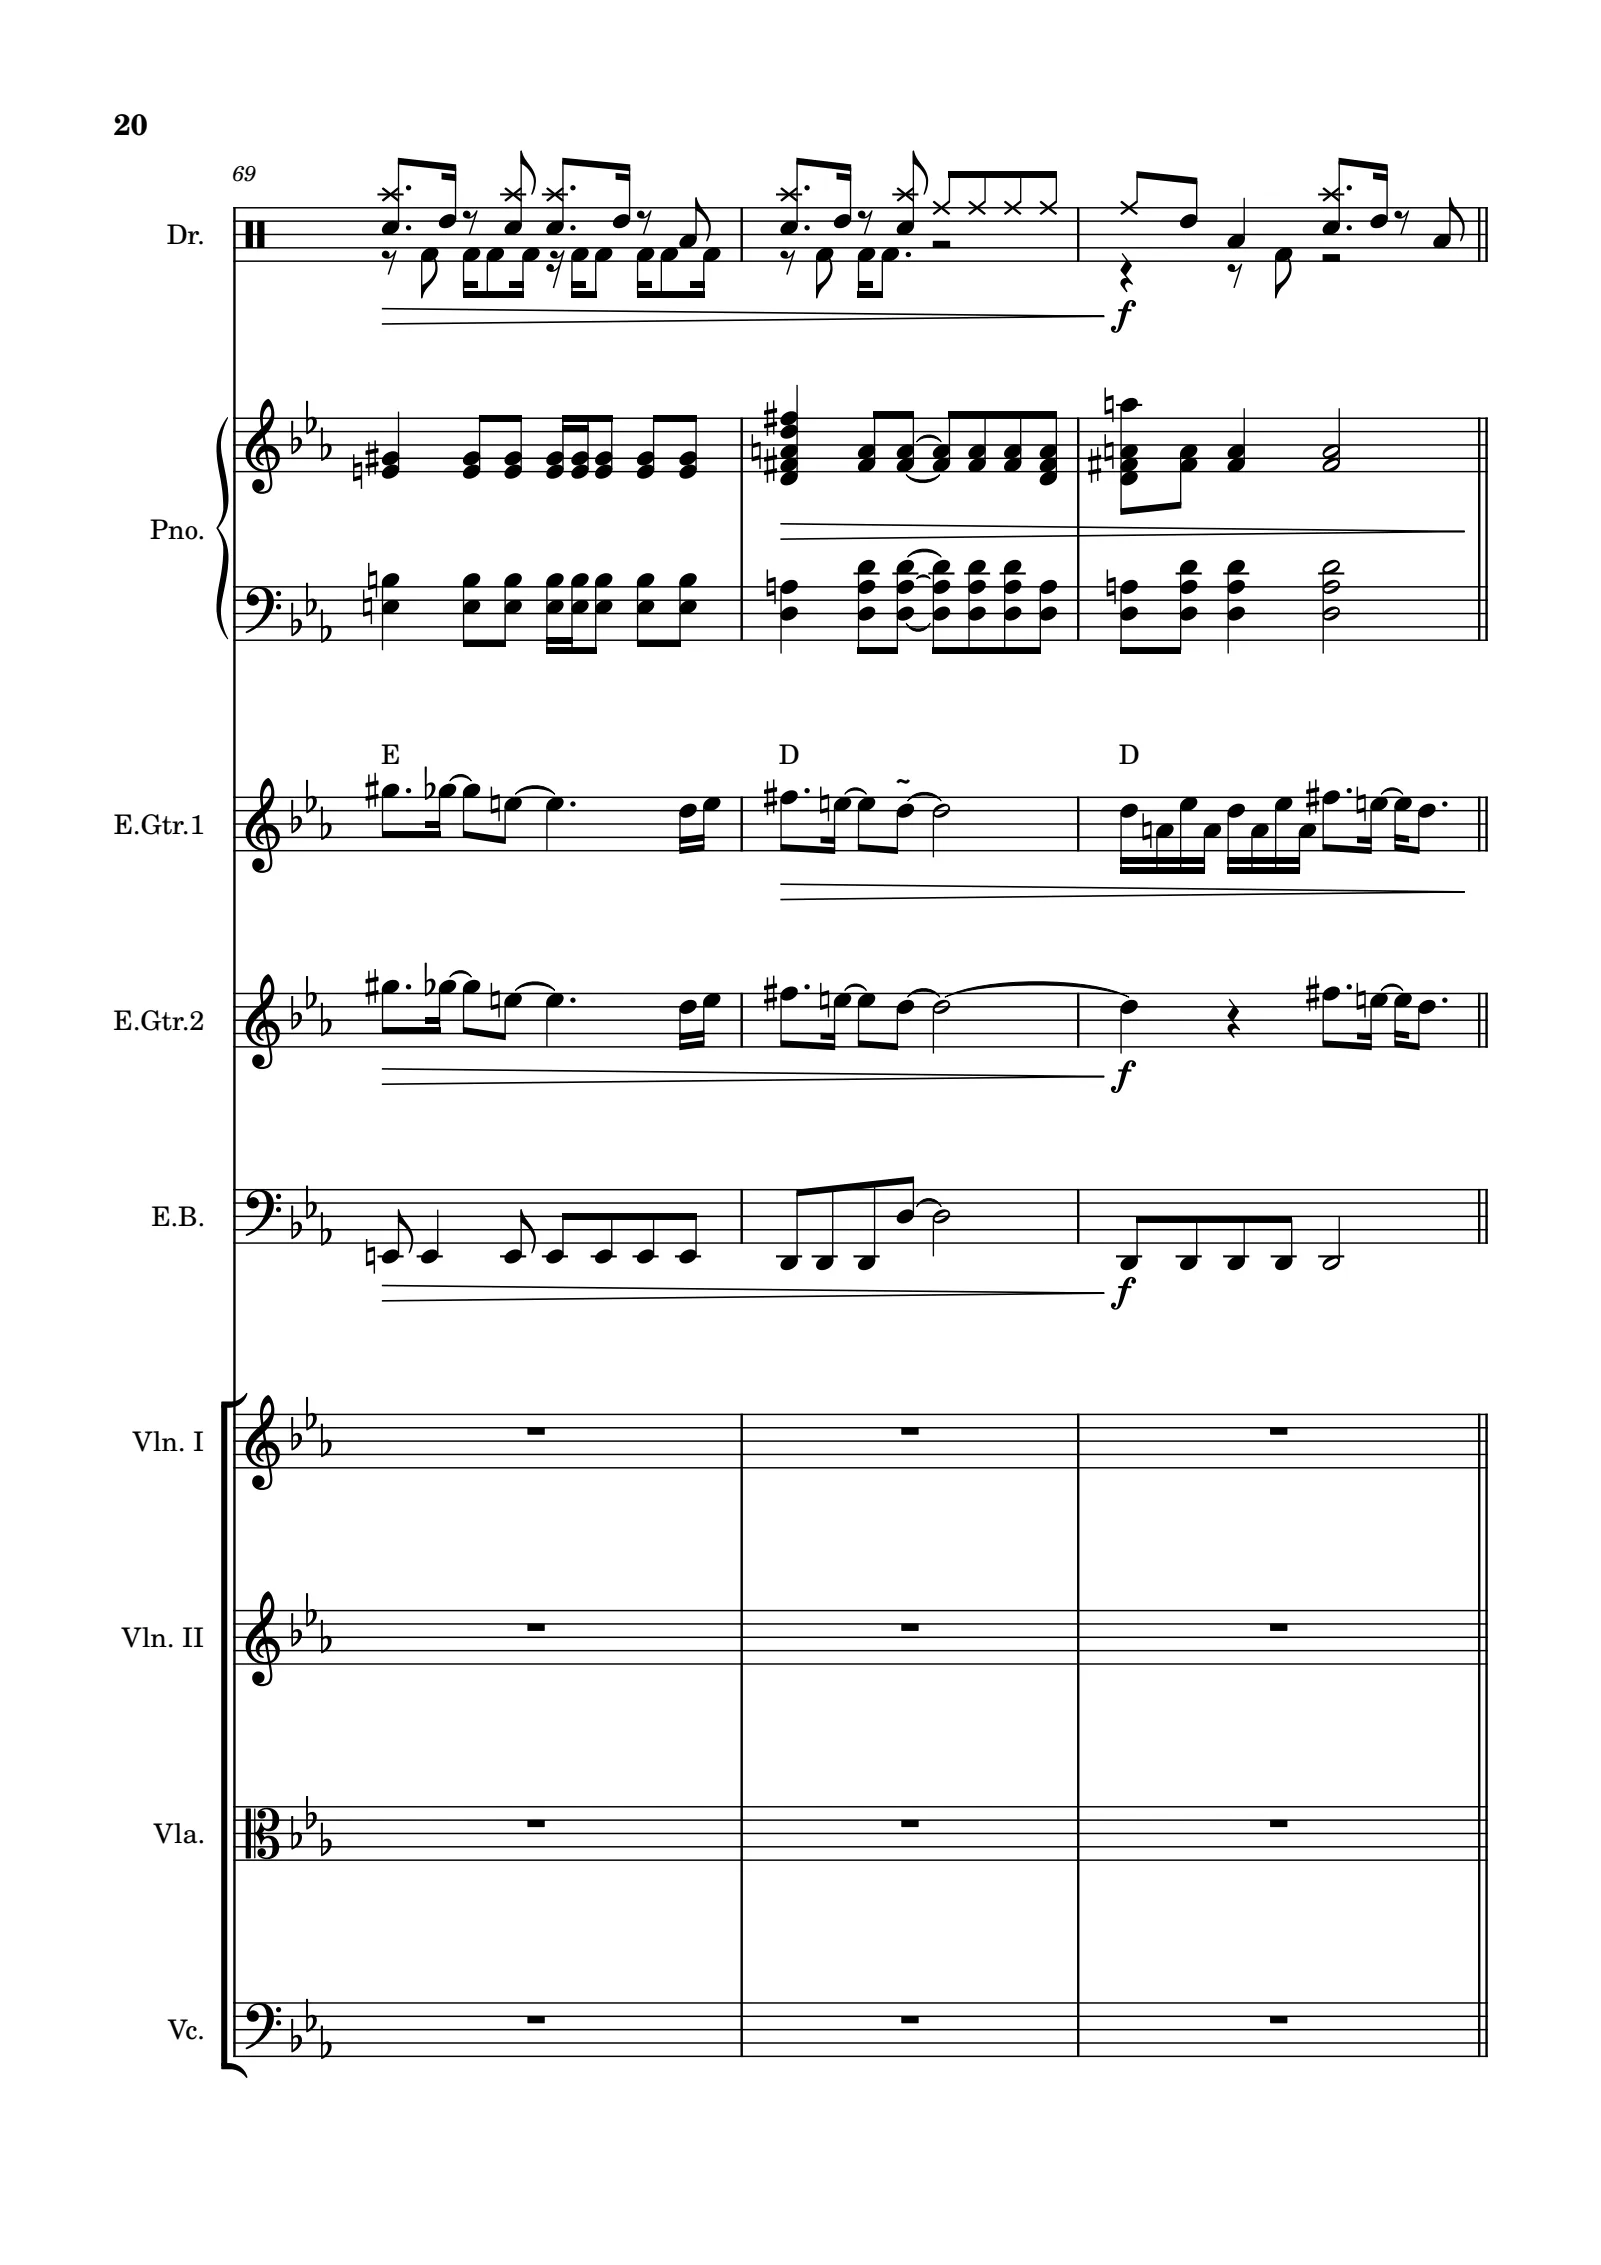 20
69
Dr.
f
Pno.
E D D
E.Gtr.1
E.Gtr.2
f
E.B.
f
Vln. I
Vln. II
Vla.
Vc.